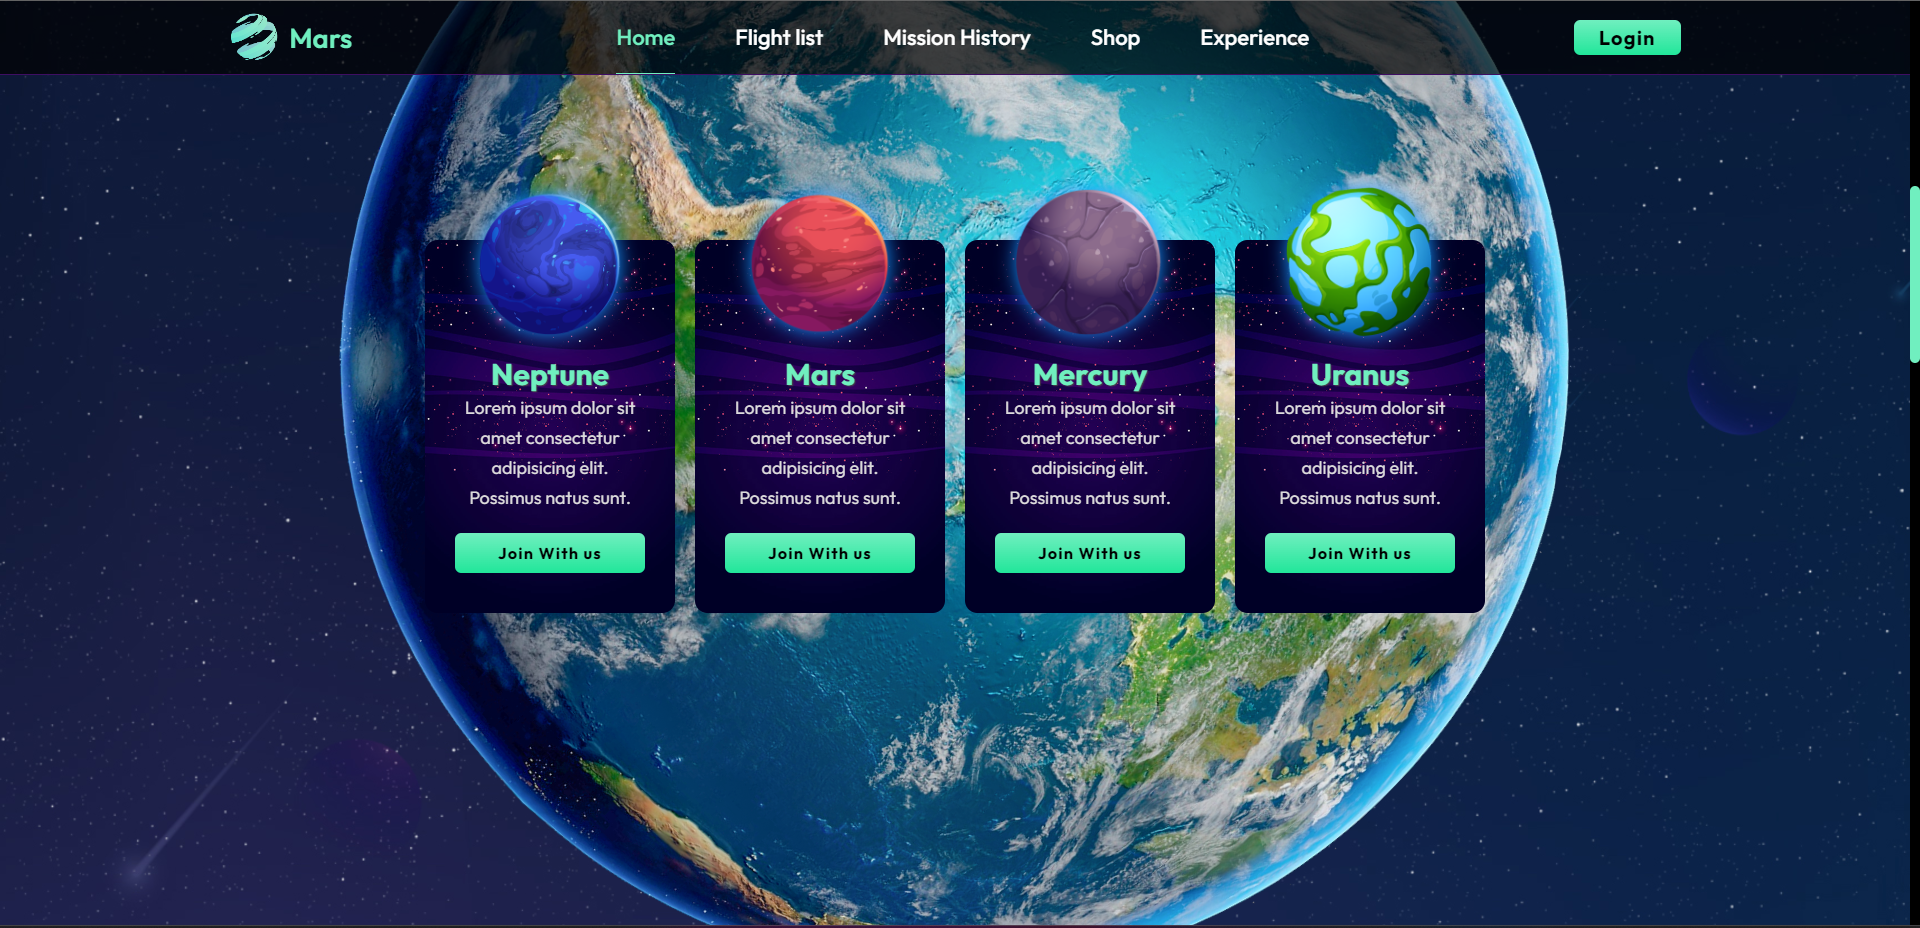 Mars
Home
Flight list
Mission History
Shop
Experience
Login
Neptune
Lorem ipsum dolor sit
amet consectetur
adipisicing elit.
Possimus natus sunt.
Join With us
Mars
Lorem ipsum dolor sit
amet consectetur
adipisicing elit.
Possimus natus sunt.
Join With us
Mercury
Lorem ipsum dolor sit
amet consectetur
adipisicing elit.
Possimus natus sunt.
Join With us
Uranus
Lorem ipsum dolor sit
amet consectetur
adipisicing elit.
Possimus natus sunt.
Join With us